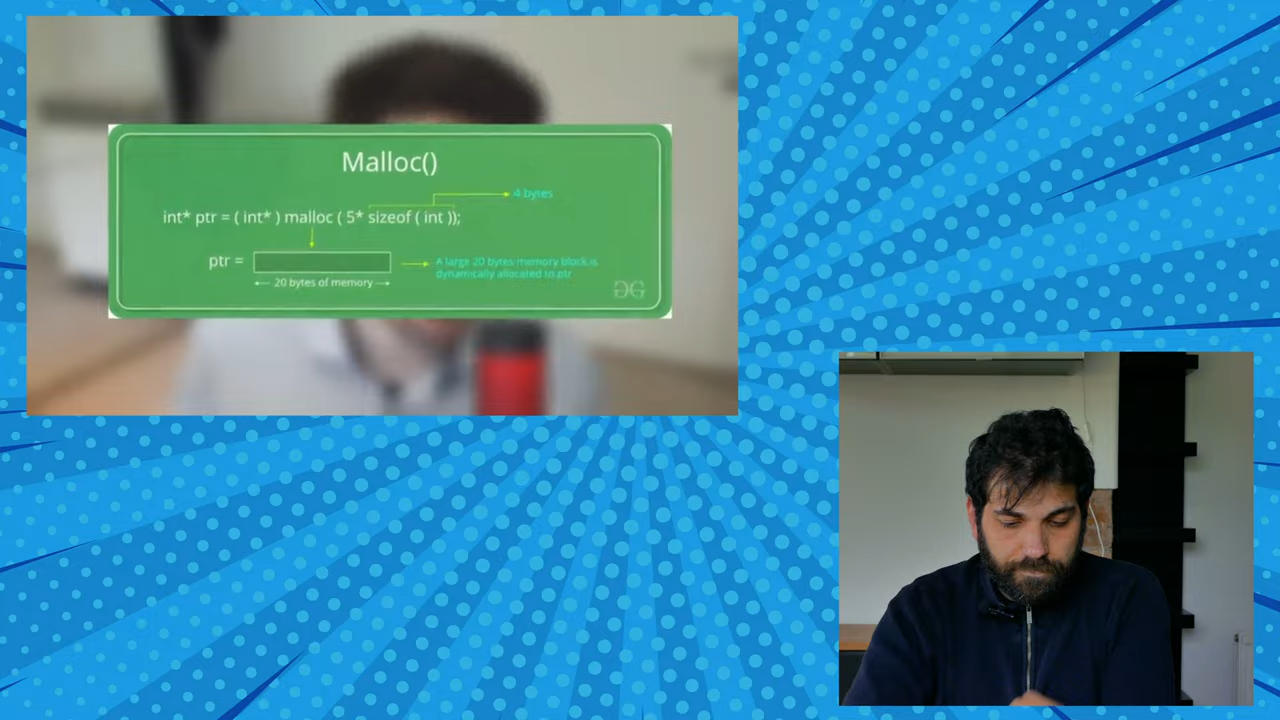 Malloc()
4 bytes
int* ptr = ( int* ) malloc ( 5* sizeof ( int ));
ptr =
A large 20 bytes memory block is
dynamically allocated to ptr
20 bytes of memory